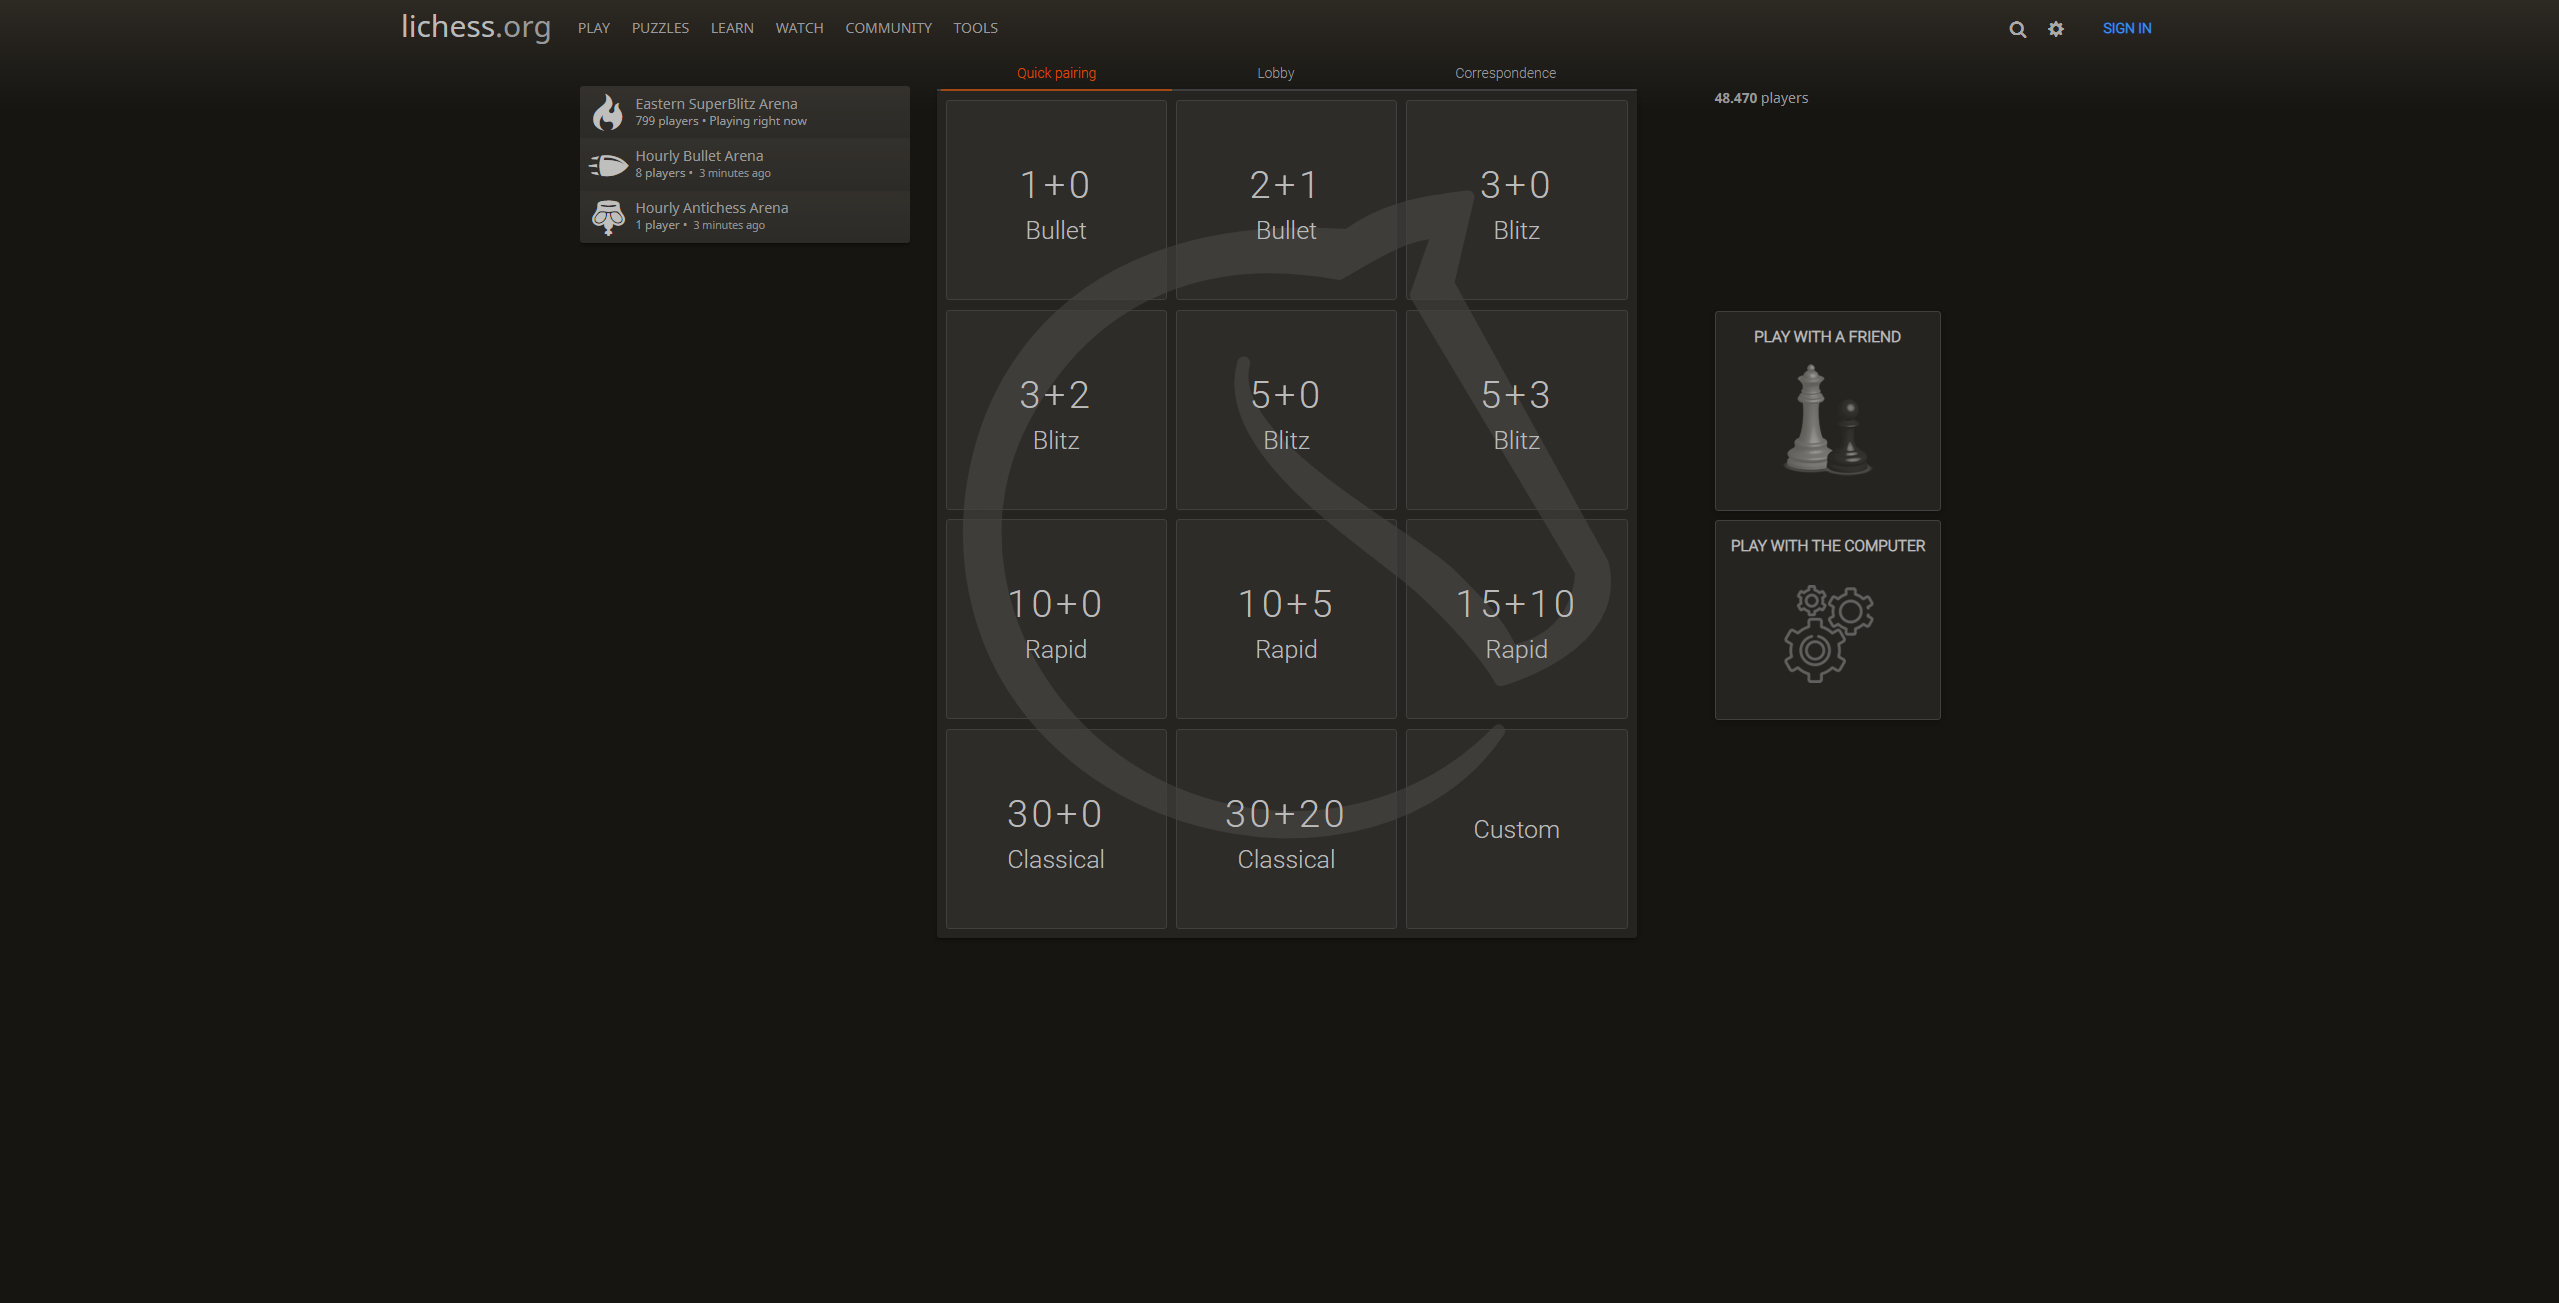 lichess.org
PLAY PUZZLES LEARN WATCH COMMUNITY TOOLS
SIGN IN
Eastern SuperBlitz Arena
799 players • Playing right now
Hourly Bullet Arena
8 players • 3 minutes ago
Hourly Antichess Arena
1 player • 3 minutes ago
Quick pairing Lobby Correspondence
1+0
Bullet
2+1
Bullet
3+0
Blitz
3+2
Blitz
5+0
Blitz
5+3
Blitz
10+0
Rapid
10+5
Rapid
15+10
Rapid
30+0
Classical
30+20
Classical
Custom
48.470 players
PLAY WITH A FRIEND
PLAY WITH THE COMPUTER